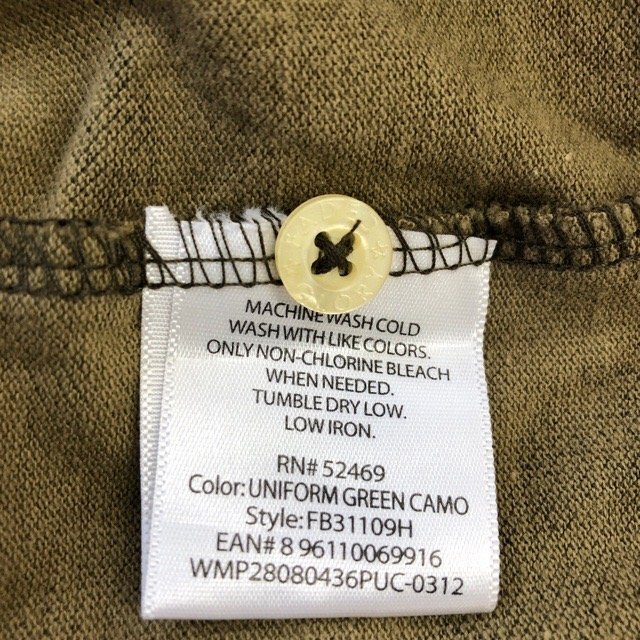 MACHINE WASH COLD
WASH WITH LIKE COLORS.
ONLY NON-CHLORINE BLEACH
WHEN NEEDED.
TUMBLE DRY LOW.
LOW IRON.
RN# 52469
Color: UNIFORM GREEN CAMO
Style: FB31109H
EAN# 8 96110069916
WMP28080436PUC-0312